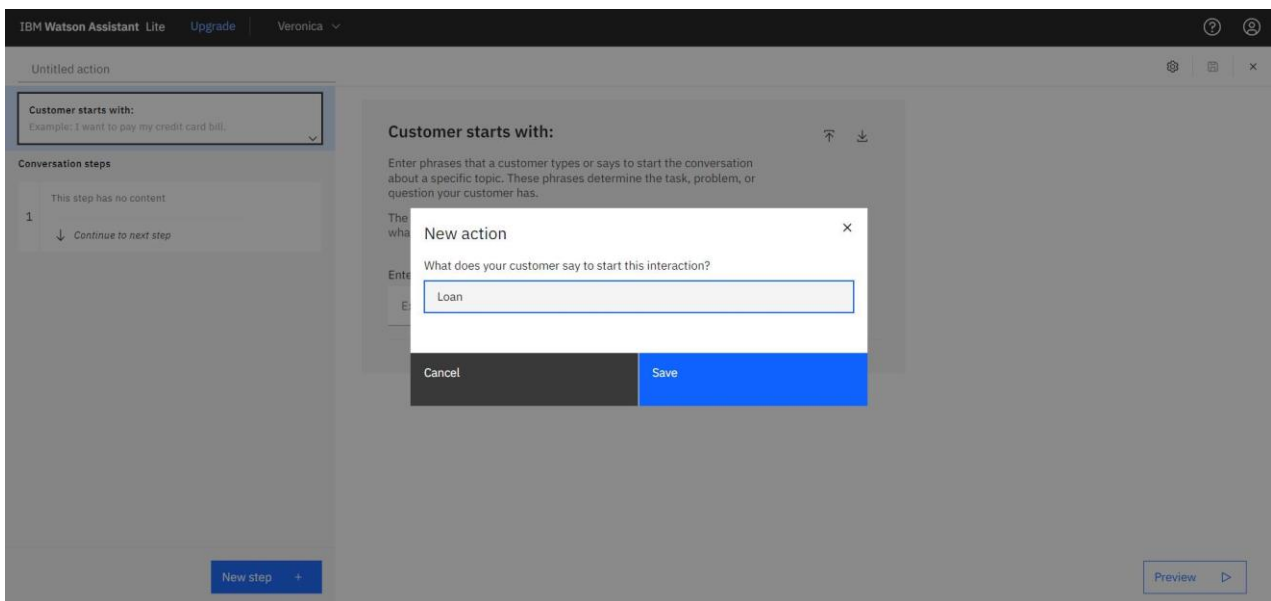 IBM Watson Assistant Lite Upgrade Veronica
Untitled action
Customer starts with:
Example: I want to pay my credit card bill.
Conversation steps
1
This step has no content
Continue to next step
New step +
Customer starts with:
Enter phrases that a customer types or says to start the conversation
about a specific topic. These phrases determine the task, problem, or
question your customer has.
The
wha
Ente
E
New action
What does your customer say to start this interaction?
Loan
Cancel
Save
Preview